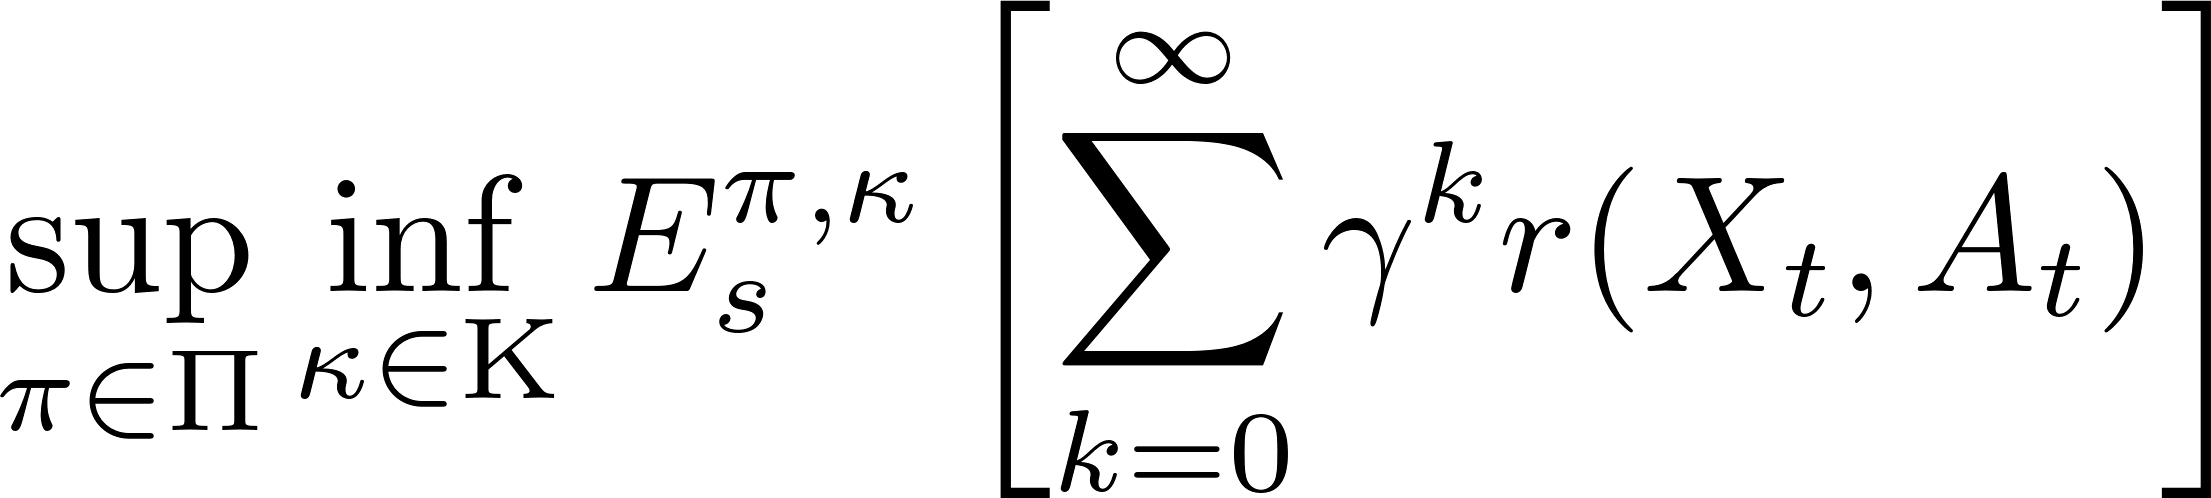 \sup_{\pi \in \Pi} \inf_{\kappa \in \mathrm{K}} E_s^{\pi,\kappa} \left[ \sum_{k=0}^{\infty} \gamma^k r(X_t, A_t) \right]